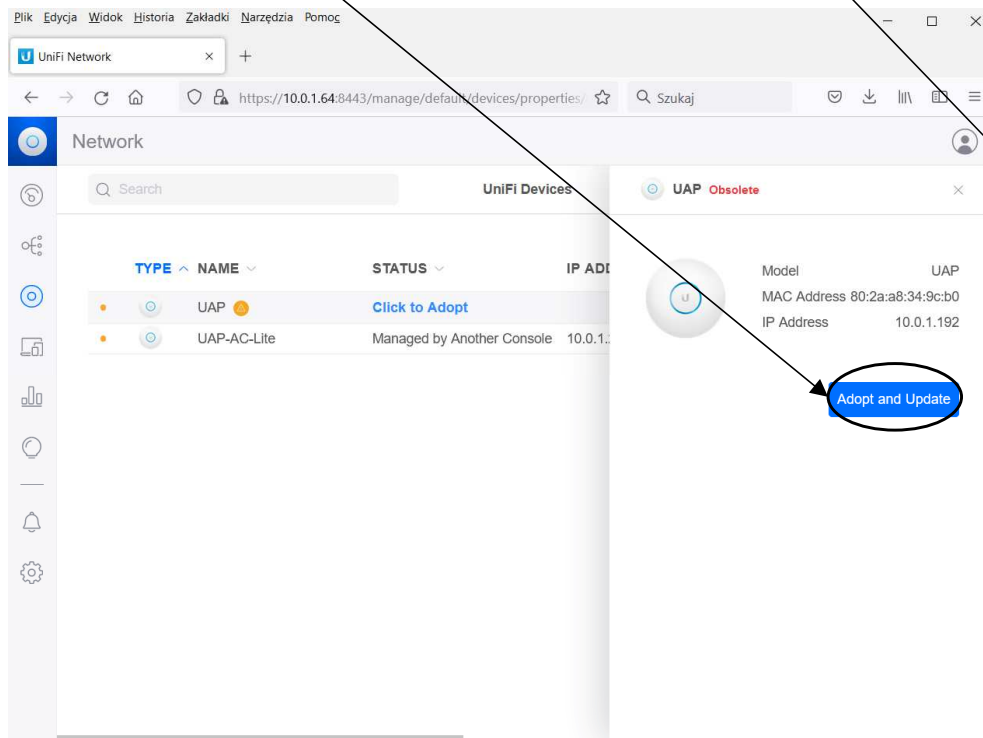 Plik Edycja Widok Historia Zakładki Narzędzia Pomoc
UniFi Network
https://10.0.1.64:8443/manage/default/devices/properties/
Szukaj
Network
Search
UniFi Devices
UAP Obsolete
TYPE NAME STATUS IP ADD
UAP Click to Adopt
UAP-AC-Lite Managed by Another Console 10.0.1.
Model UAP
MAC Address 80:2a:a8:34:9c:b0
IP Address 10.0.1.192
Adopt and Update